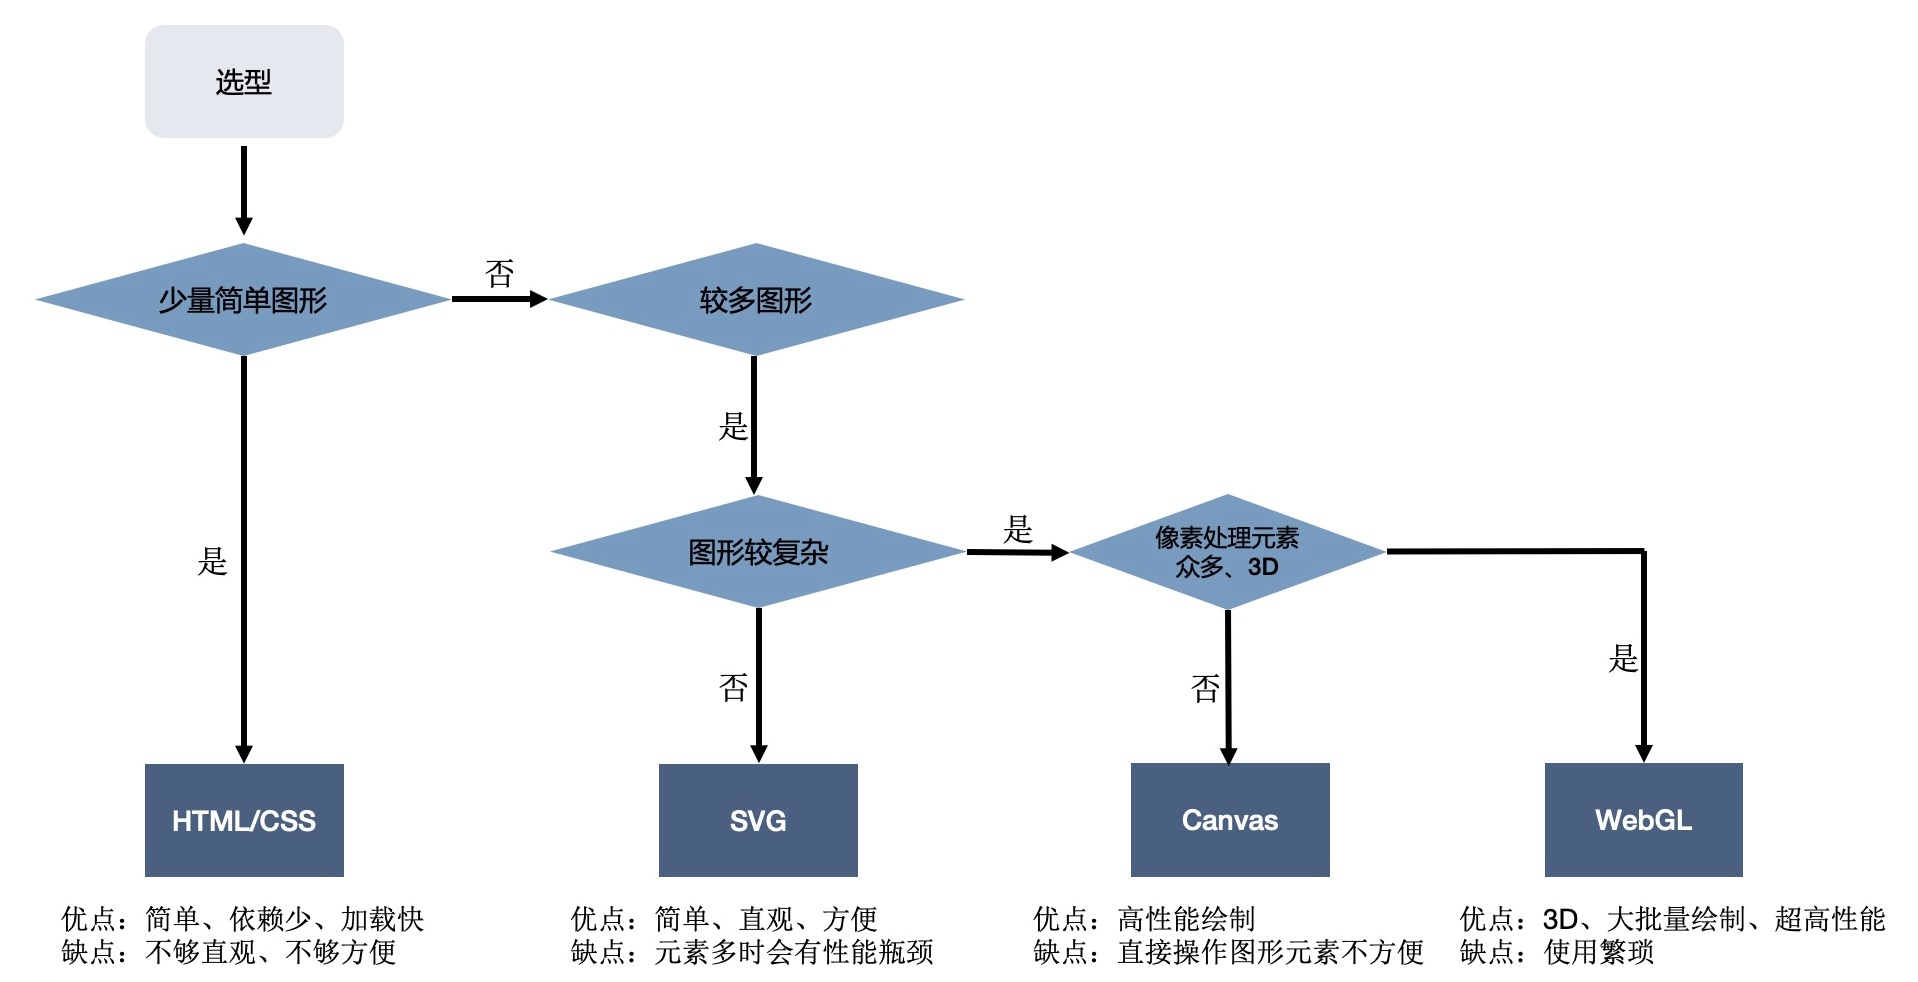 选型
少量简单图形
否
较多图形
是
是
图形较复杂
是
像素处理元素
众多、3D
否
否
是
HTML/CSS
SVG
Canvas
WebGL
优点：简单、依赖少、加载快
缺点：不够直观、不够方便
优点：简单、直观、方便
缺点：元素多时会有性能瓶颈
优点：高性能绘制
缺点：直接操作图形元素不方便
优点：3D、大批量绘制、超高性能
缺点：使用繁琐